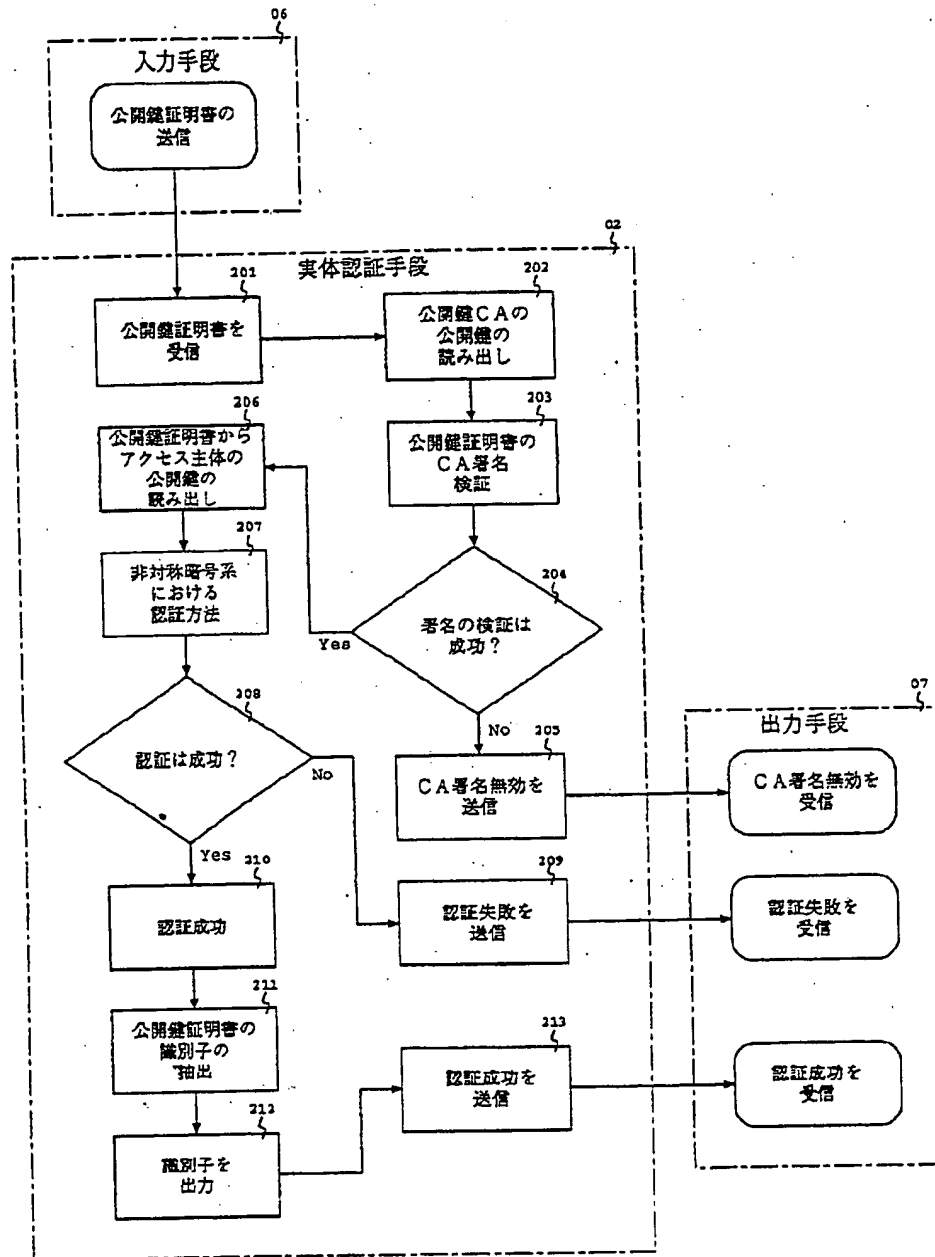 06
入力手段
公開鍵証明書の
送信
02
実体認証手段
201
公開鍵証明書を
受信
202
公開鍵CAの
公開鍵の
読み出し
203
公開鍵証明書の
CA署名
検証
204
署名の検証は
成功?
Yes
No
205
CA署名無効を
送信
206
公開鍵証明書から
アクセス主体の
公開鍵の
読み出し
207
非対称暗号系
における
認証方法
208
認証は成功?
No
Yes
209
認証失敗を
送信
210
認証成功
211
公開鍵証明書の
識別子の
抽出
212
識別子を
出力
213
認証成功を
送信
07
出力手段
CA署名無効を
受信
認証失敗を
受信
認証成功を
受信